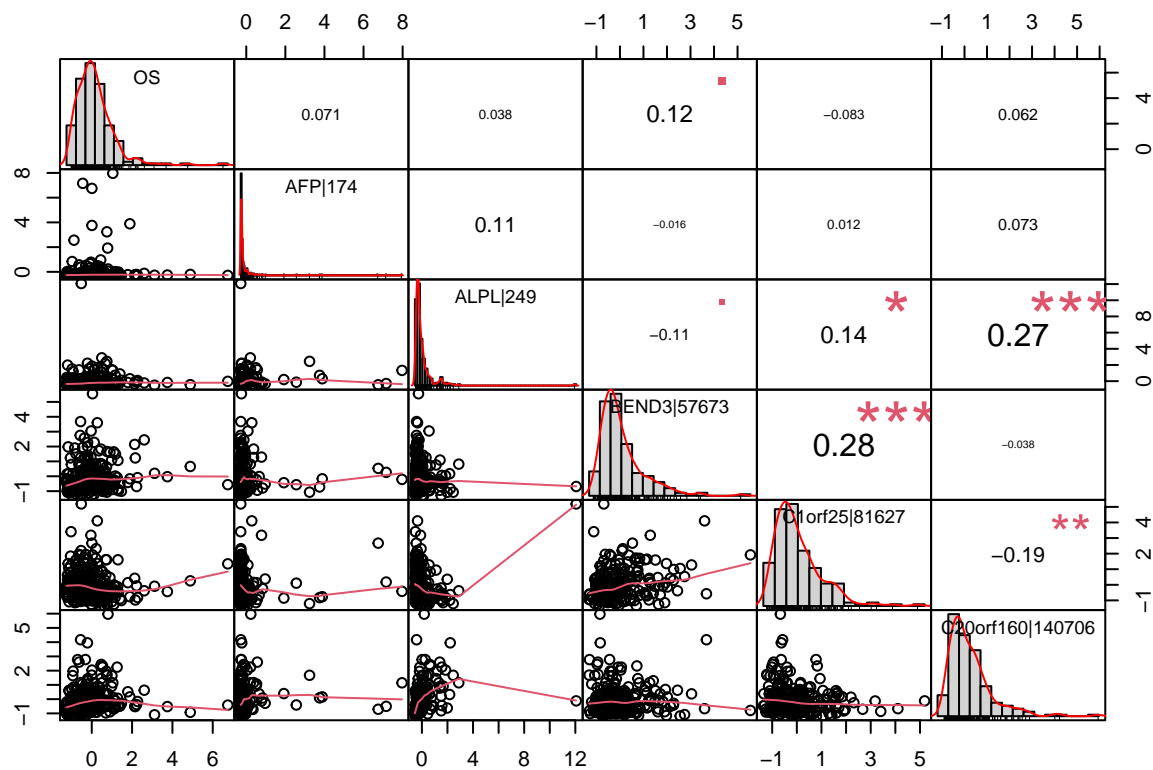 0 2 4 6 8 −1 1 3 5 −1 1 3 5
OS 0.071 0.038 0.12 −0.083 0.062 0 4
0 4 8 AFP|174 0.11 −0.016 0.012 0.073
ALPL|249 −0.11 0.14 * 0.27 *** 0 4 8
−1 2 4 BEND3|57673 0.28 *** −0.038
C1orf25|81627 −0.19 ** −1 2 4
−1 2 5 C20orf160|140706
0 2 4 6 0 4 8 12 −1 1 3 5